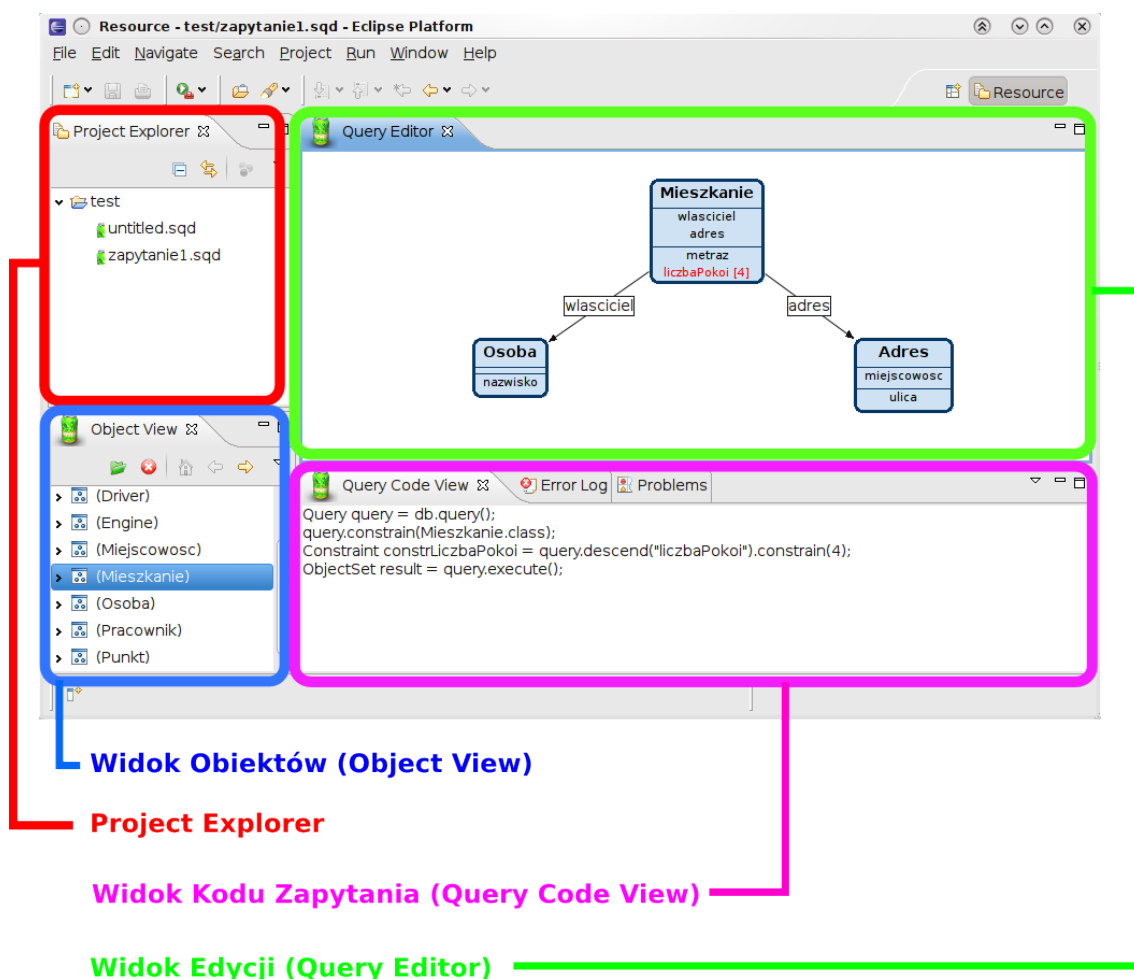 Resource - test/zapytanie1.sqd - Eclipse Platform
File Edit Navigate Search Project Run Window Help
Resource
Project Explorer
test
untitled.sqd
zapytanie1.sqd
Query Editor
Mieszkanie
wlasciciel
adres
metraz
liczbaPokoi [4]
wlasciciel
adres
Osoba
nazwisko
Adres
miejscowosc
ulica
Object View
(Driver)
(Engine)
(Miejscowosc)
(Mieszkanie)
(Osoba)
(Pracownik)
(Punkt)
Query Code View Error Log Problems
Query query = db.query();
query.constrain(Mieszkanie.class);
Constraint constrLiczbaPokoi = query.descend("liczbaPokoi").constrain(4);
ObjectSet result = query.execute();
Widok Obiektów (Object View)
Project Explorer
Widok Kodu Zapytania (Query Code View)
Widok Edycji (Query Editor)